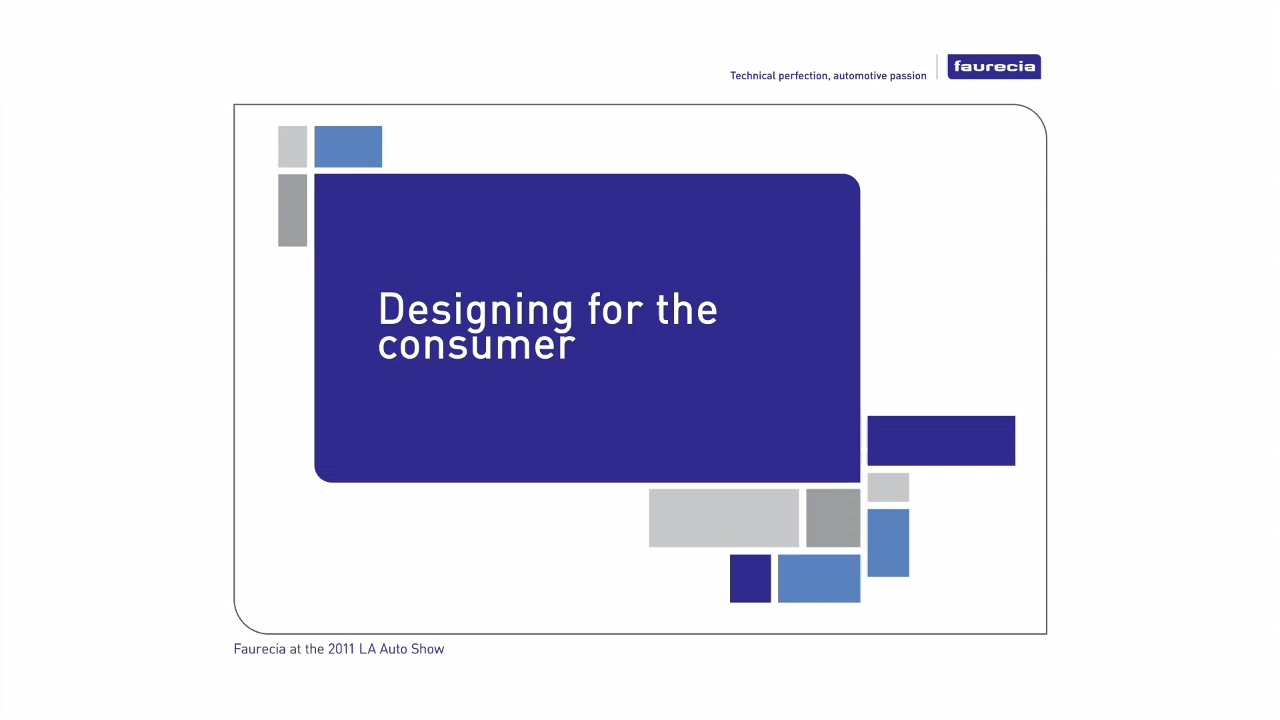 Technical perfection, automotive passion
faurecia
Designing for the
consumer
Faurecia at the 2011 LA Auto Show